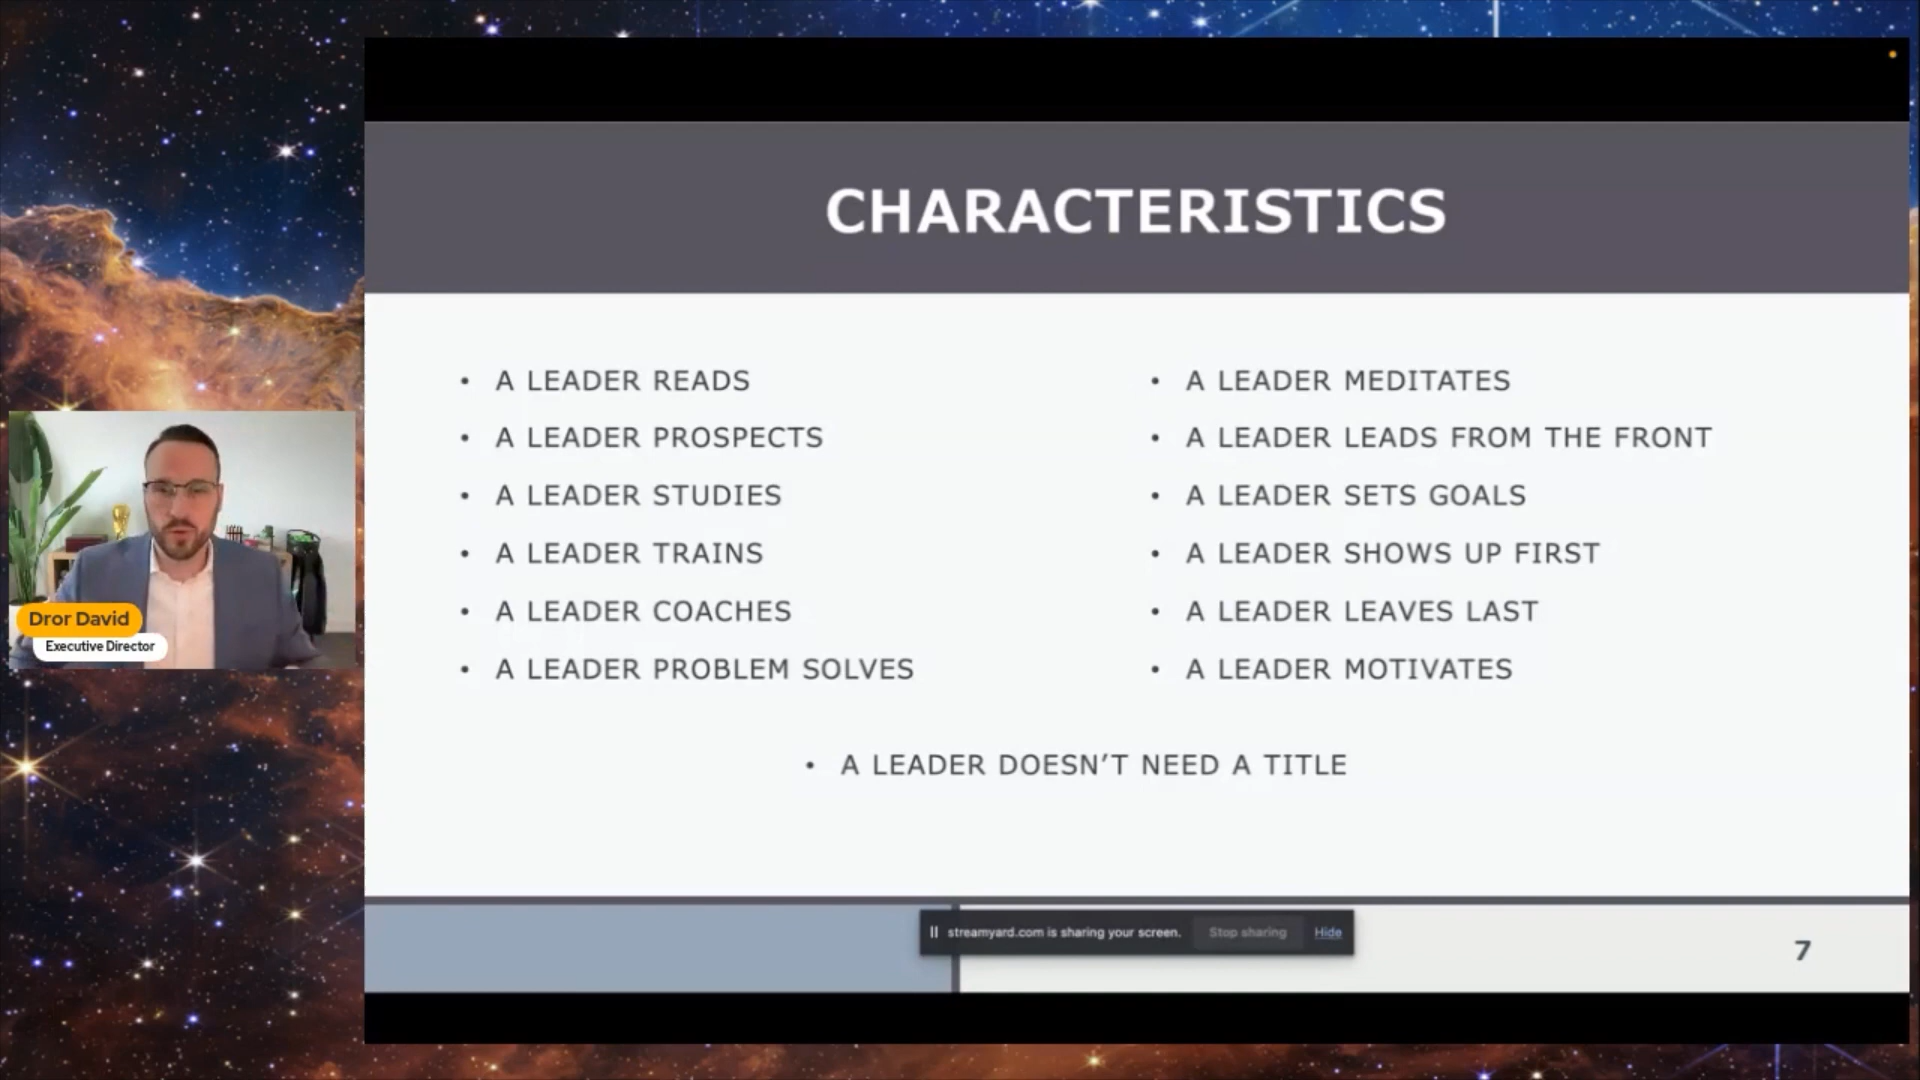 CHARACTERISTICS
• A LEADER READS
• A LEADER PROSPECTS
• A LEADER STUDIES
• A LEADER TRAINS
• A LEADER COACHES
• A LEADER PROBLEM SOLVES
• A LEADER MEDITATES
• A LEADER LEADS FROM THE FRONT
• A LEADER SETS GOALS
• A LEADER SHOWS UP FIRST
• A LEADER LEAVES LAST
• A LEADER MOTIVATES
• A LEADER DOESN’T NEED A TITLE
Dror David
Executive Director
streamyard.com is sharing your screen. Stop sharing Hide
7